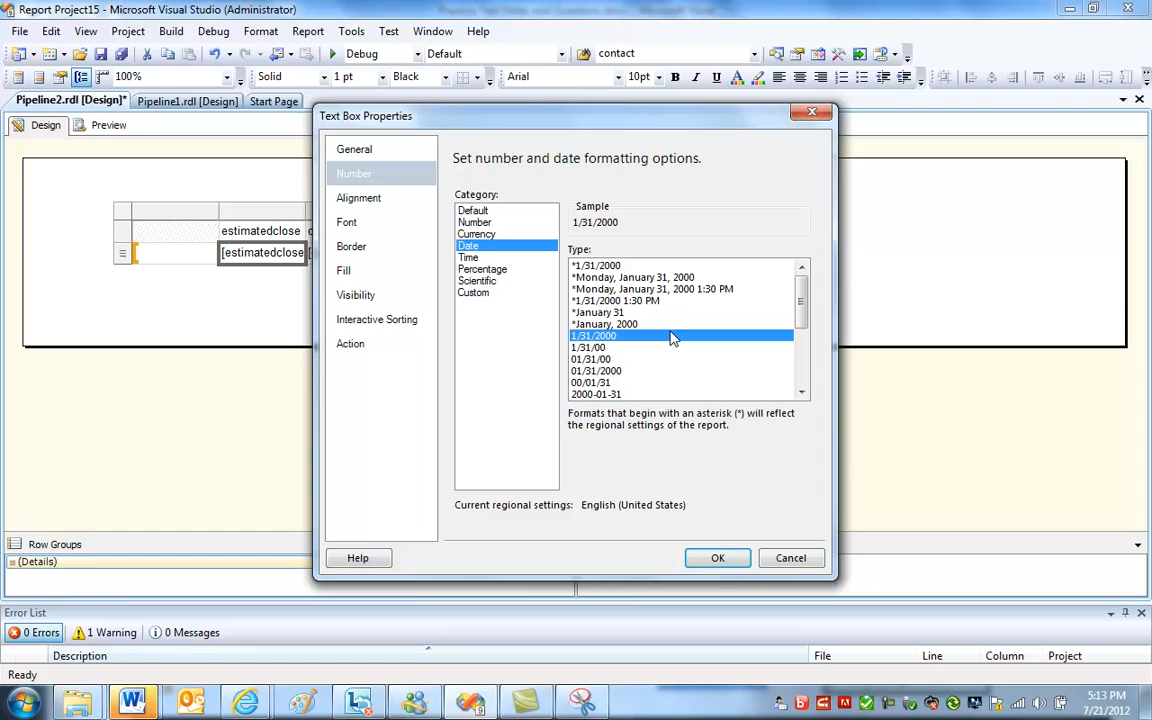 Report Project15 - Microsoft Visual Studio (Administrator)
File Edit View Project Build Debug Format Report Tools Test Window Help
Debug Default contact
100% Solid 1 pt Black Arial 10pt B I U A
Pipeline2.rdl [Design]* Pipeline1.rdl [Design] Start Page
Design Preview
Text Box Properties
General
Number
Alignment
Font
Border
Fill
Visibility
Interactive Sorting
Action
Set number and date formatting options.
Category:
Default
Number
Currency
Date
Time
Percentage
Scientific
Custom
Sample
1/31/2000
Type:
*1/31/2000
*Monday, January 31, 2000
*Monday, January 31, 2000 1:30 PM
*1/31/2000 1:30 PM
*January 31
*January, 2000
1/31/2000
1/31/00
01/31/00
01/31/2000
00/01/31
2000-01-31
Formats that begin with an asterisk (*) will reflect
the regional settings of the report.
Current regional settings: English (United States)
Help OK Cancel
estimatedclose
[estimatedclose
Row Groups
(Details)
Error List
0 Errors 1 Warning 0 Messages
Description File Line Column Project
Ready
5:13 PM
7/21/2012